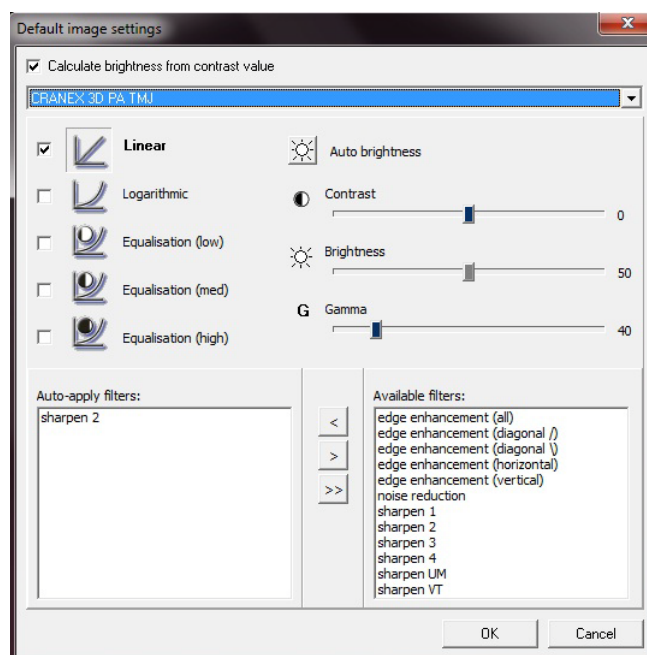 Default image settings
Calculate brightness from contrast value
CRANEX 3D PA TMJ
Linear
Auto brightness
Logarithmic
Contrast
0
Equalisation (low)
Brightness
50
Equalisation (med)
G Gamma
40
Equalisation (high)
Auto-apply filters:
sharpen 2
<
>
>>
Available filters:
edge enhancement (all)
edge enhancement (diagonal /)
edge enhancement (diagonal \)
edge enhancement (horizontal)
edge enhancement (vertical)
noise reduction
sharpen 1
sharpen 2
sharpen 3
sharpen 4
sharpen UM
sharpen VT
OK
Cancel